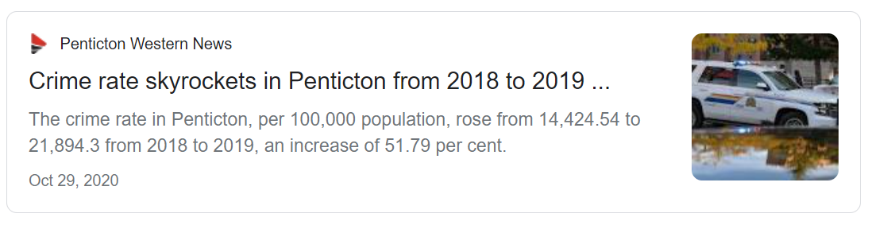 Penticton Western News
Crime rate skyrockets in Penticton from 2018 to 2019 ...
The crime rate in Penticton, per 100,000 population, rose from 14,424.54 to
21,894.3 from 2018 to 2019, an increase of 51.79 per cent.
Oct 29, 2020